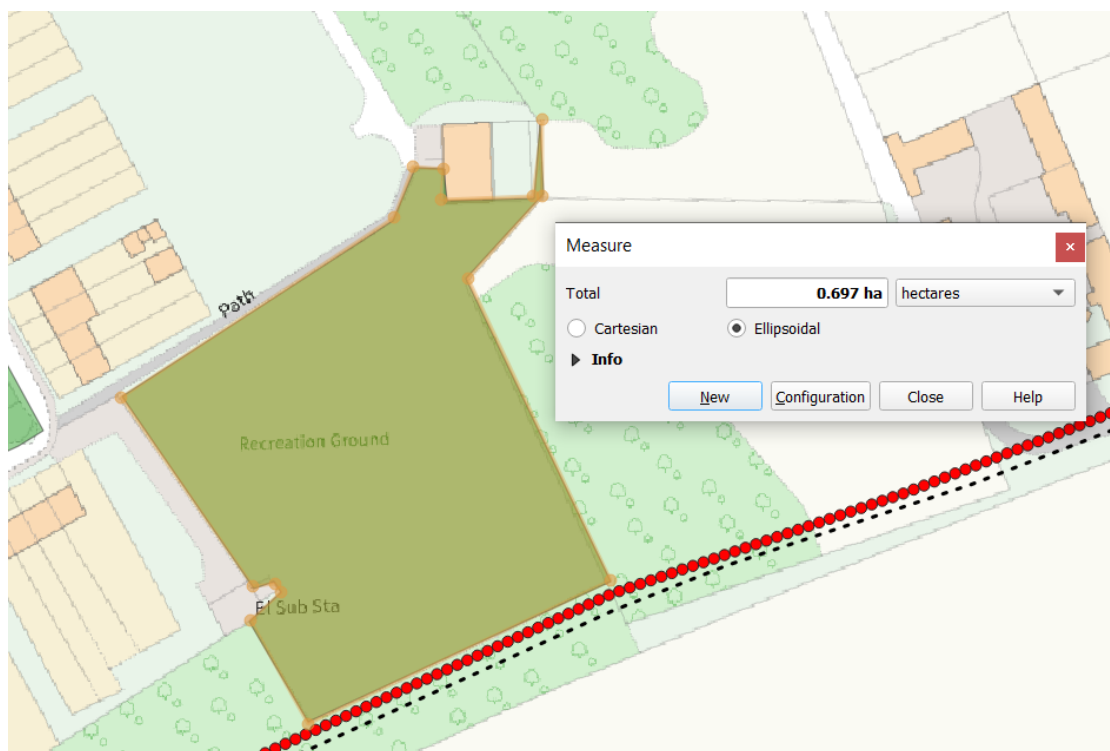 Path
Recreation Ground
El Sub Sta
Measure
Total
0.697 ha
hectares
Cartesian
Ellipsoidal
Info
New
Configuration
Close
Help